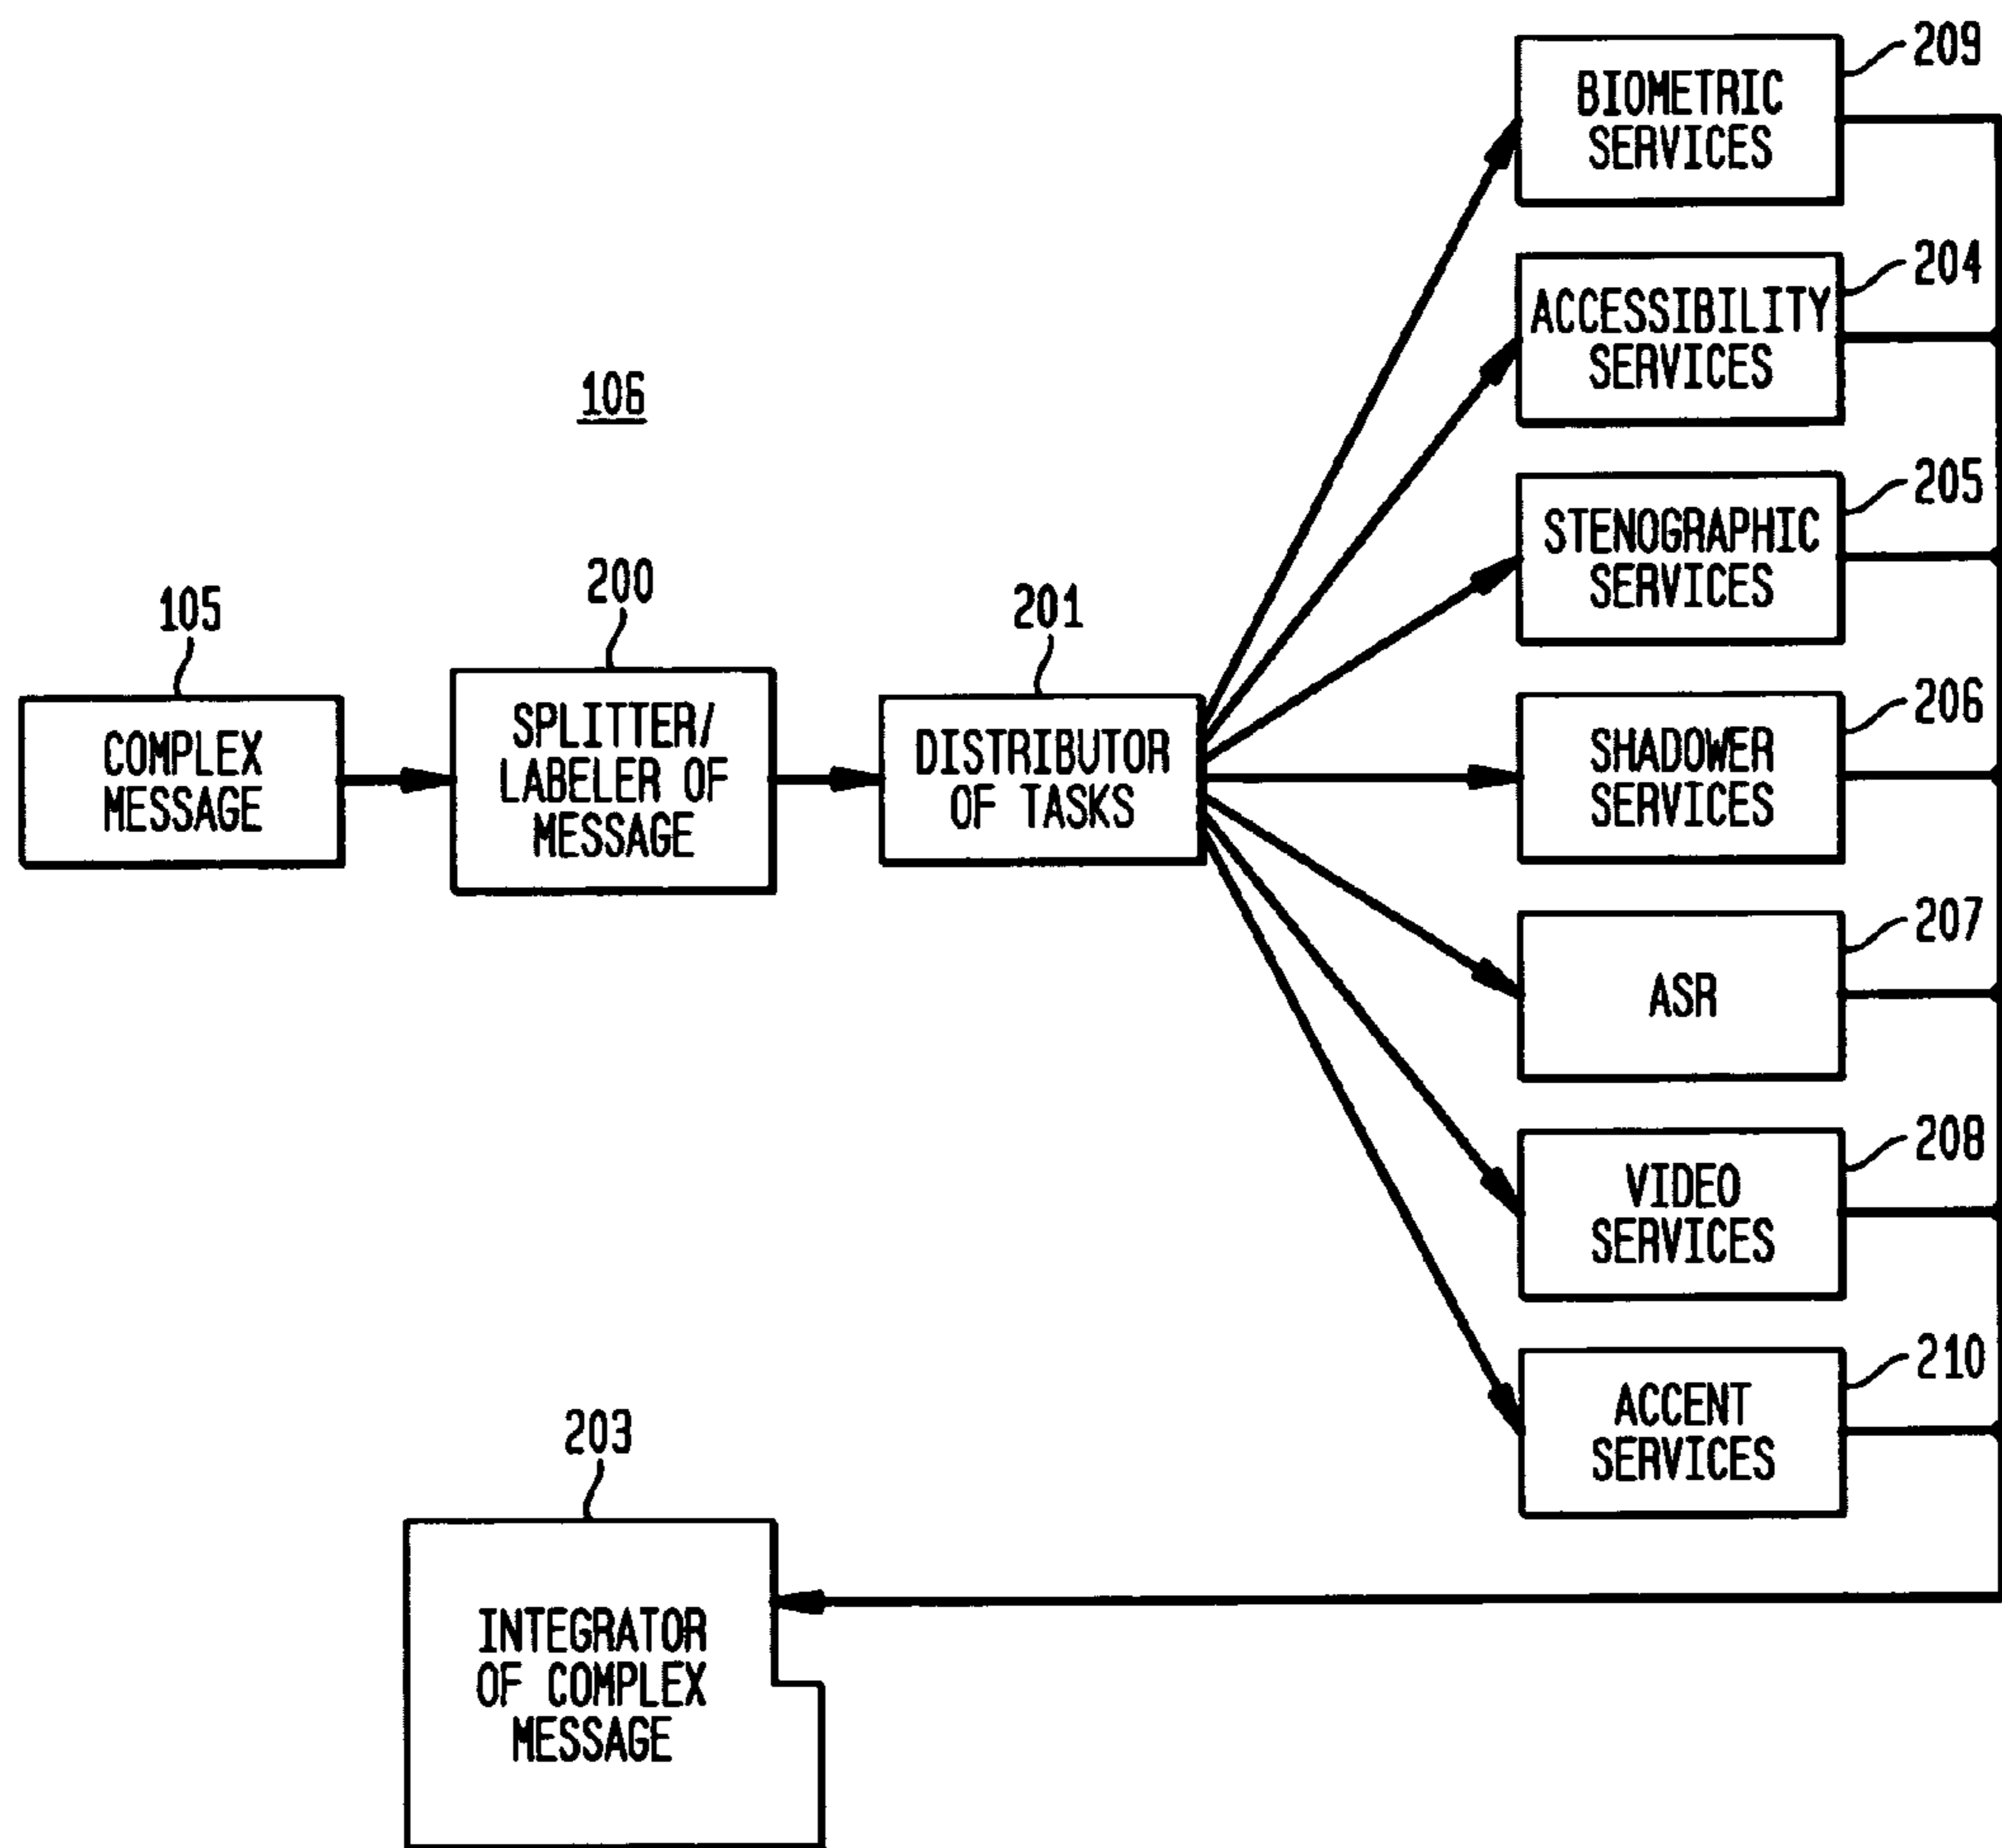 209
BIOMETRIC
SERVICES
204
ACCESSIBILITY
SERVICES
106
205
STENOGRAPHIC
SERVICES
105
COMPLEX
MESSAGE
200
SPLITTER/
LABELER OF
MESSAGE
201
DISTRIBUTOR
OF TASKS
206
SHADOWER
SERVICES
207
ASR
208
VIDEO
SERVICES
210
ACCENT
SERVICES
203
INTEGRATOR
OF COMPLEX
MESSAGE